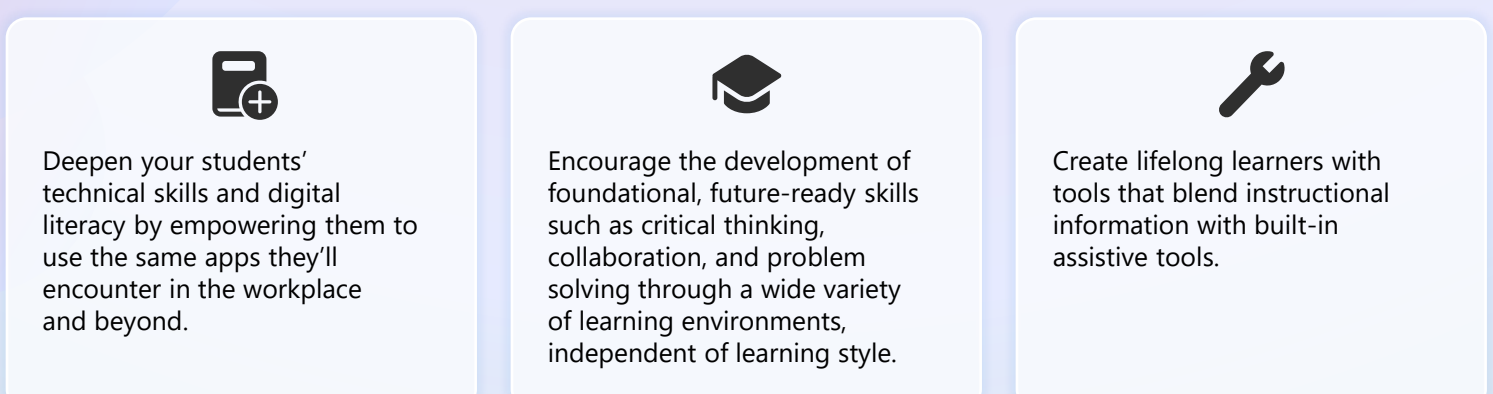 Deepen your students’
technical skills and digital
literacy by empowering them to
use the same apps they’ll
encounter in the workplace
and beyond.
Encourage the development of
foundational, future-ready skills
such as critical thinking,
collaboration, and problem
solving through a wide variety
of learning environments,
independent of learning style.
Create lifelong learners with
tools that blend instructional
information with built-in
assistive tools.